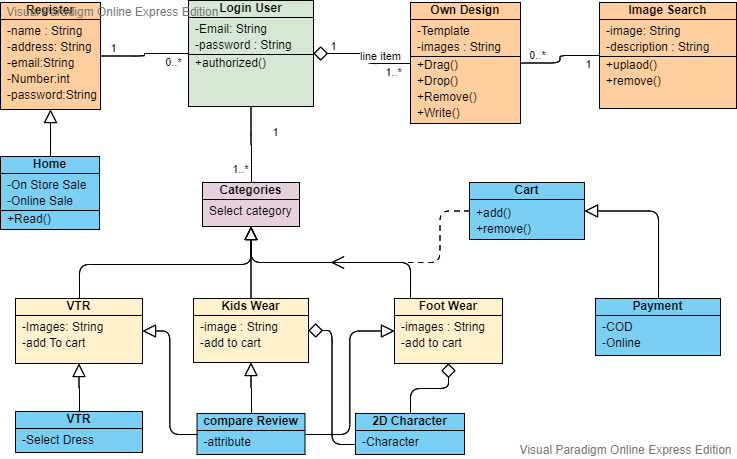 Visual Paradigm Online Express Edition
Register
-name : String
-address: String
-email:String
-Number:int
-password:String
1
0..*
Login User
-Email: String
-password : String
+authorized()
1
line item
1..*
Own Design
-Template
-images : String
+Drag()
+Drop()
+Remove()
+Write()
0..*
1
Image Search
-image: String
-description : String
+uplaod()
+remove()
Home
-On Store Sale
-Online Sale
+Read()
1
1..*
Categories
Select category
Cart
+add()
+remove()
VTR
-Images: String
-add To cart
Kids Wear
-image : String
-add to cart
Foot Wear
-images : String
-add to cart
Payment
-COD
-Online
VTR
-Select Dress
compare Review
-attribute
2D Character
-Character
Visual Paradigm Online Express Edition